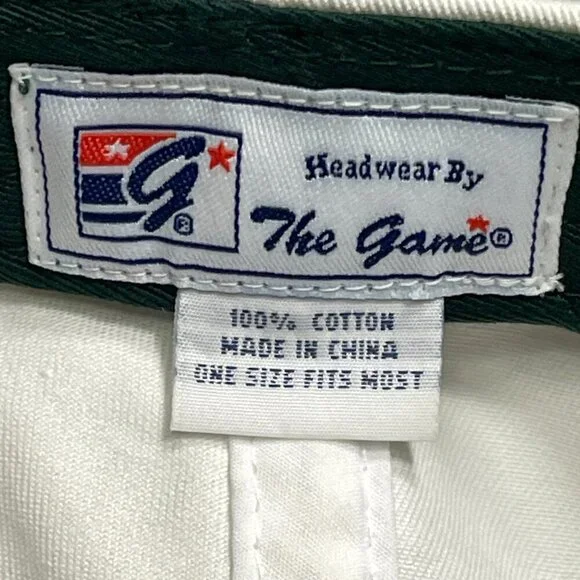 G®
Headwear By
The Game®
100% COTTON
MADE IN CHINA
ONE SIZE FITS MOST